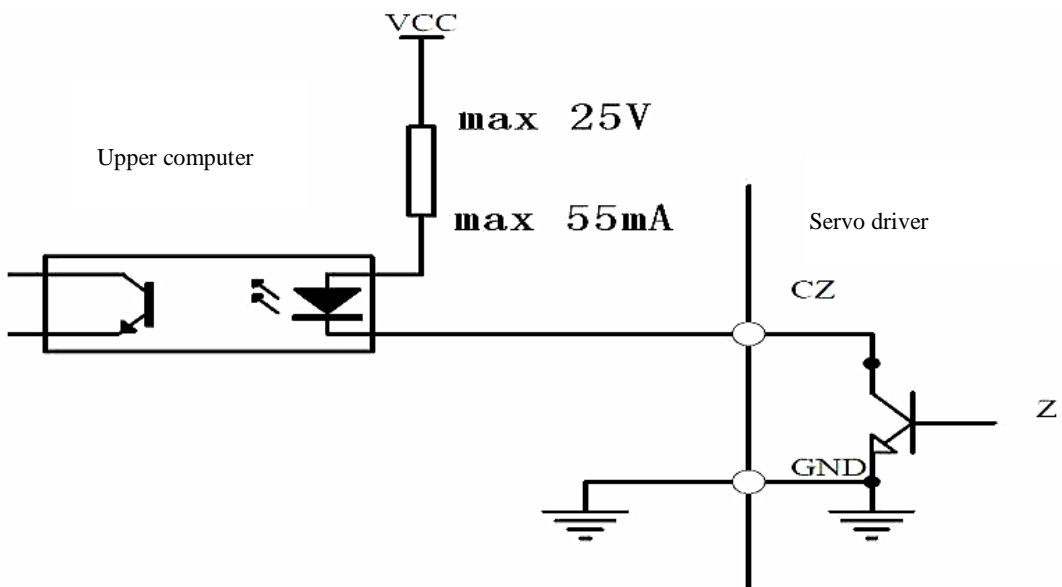 VCC
max 25V
Upper computer
max 55mA
Servo driver
CZ
Z
GND